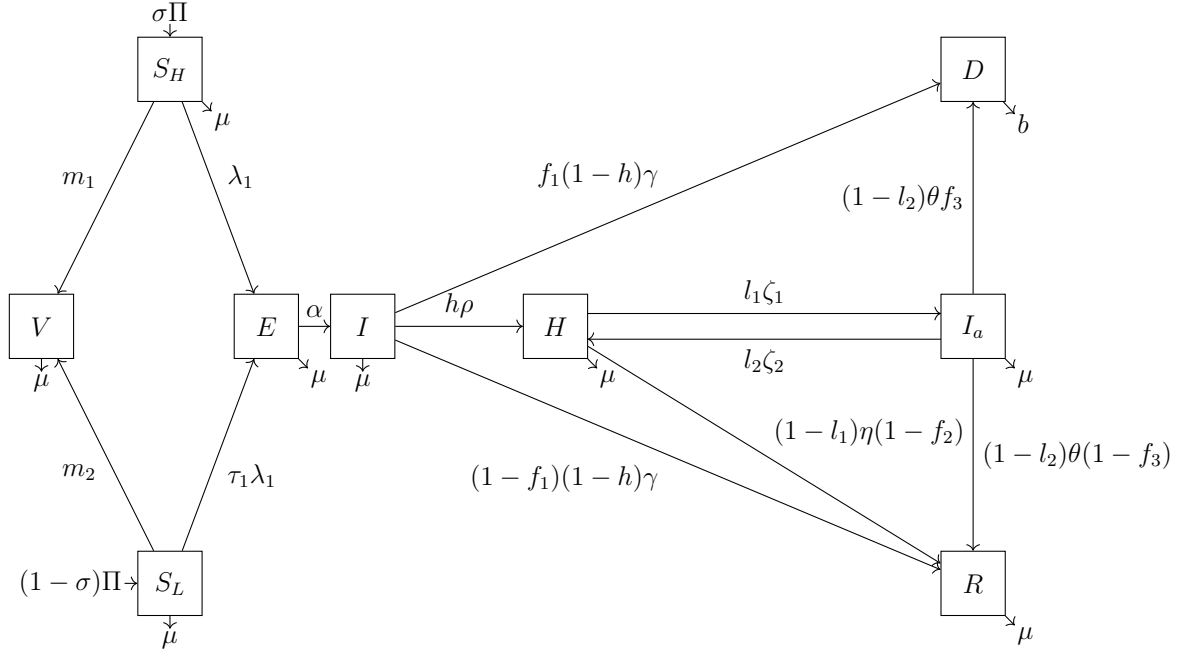 σΠ
S_H
D
μ
b
m_1
λ_1
f_1(1 − h)γ
(1 − l_2)θf_3
V
E
α
I
hρ
H
l_1ζ_1
l_2ζ_2
I_a
μ
μ
μ
μ
μ
m_2
τ_1λ_1
(1 − f_1)(1 − h)γ
(1 − l_1)η(1 − f_2)
(1 − l_2)θ(1 − f_3)
(1 − σ)Π
S_L
R
μ
μ